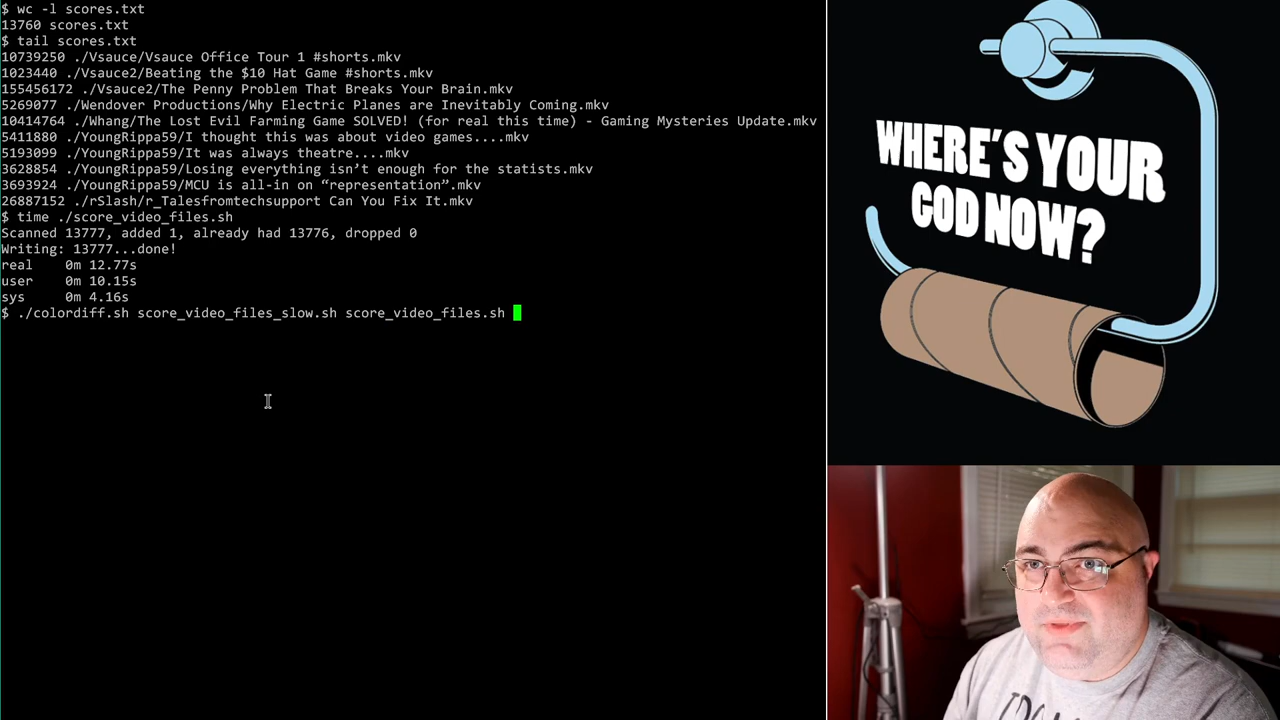 $ wc -l scores.txt
13760 scores.txt
$ tail scores.txt
10739250 ./Vsauce/Vsauce Office Tour 1 #shorts.mkv
1023440 ./Vsauce2/Beating the $10 Hat Game #shorts.mkv
155456172 ./Vsauce2/The Penny Problem That Breaks Your Brain.mkv
5269077 ./Wendover Productions/Why Electric Planes are Inevitably Coming.mkv
10414764 ./Whang/The Lost Evil Farming Game SOLVED! (for real this time) - Gaming Mysteries Update.mkv
5411880 ./YoungRippa59/I thought this was about video games....mkv
5193099 ./YoungRippa59/It was always theatre....mkv
3628854 ./YoungRippa59/Losing everything isn’t enough for the statists.mkv
3693924 ./YoungRippa59/MCU is all-in on “representation”.mkv
26887152 ./rSlash/r_Talesfromtechsupport Can You Fix It.mkv
$ time ./score_video_files.sh
Scanned 13777, added 1, already had 13776, dropped 0
Writing: 13777...done!
real    0m 12.77s
user    0m 10.15s
sys     0m 4.16s
$ ./colordiff.sh score_video_files_slow.sh score_video_files.sh
WHERE'S YOUR
GOD NOW?